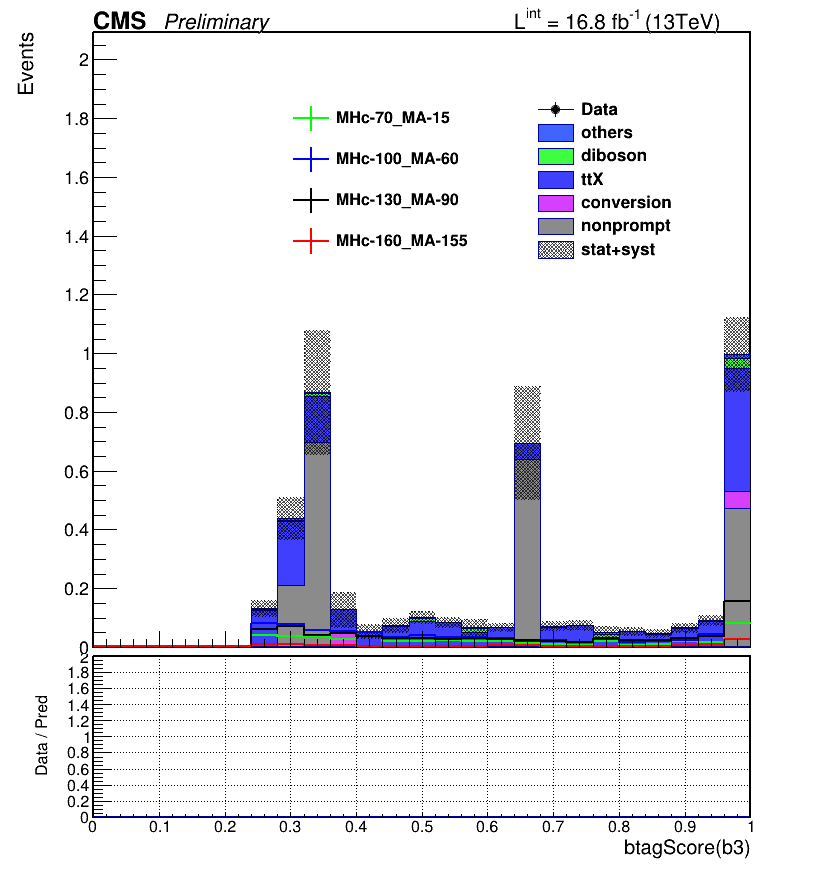 CMS Preliminary L^int = 16.8 fb^-1 (13TeV)
Events
2
1.8
1.6
1.4
1.2
1
0.8
0.6
0.4
0.2
0
MHc-70_MA-15
MHc-100_MA-60
MHc-130_MA-90
MHc-160_MA-155
Data
others
diboson
ttX
conversion
nonprompt
stat+syst
Data / Pred
2
1.8
1.6
1.4
1.2
1
0.8
0.6
0.4
0.2
0
0 0.1 0.2 0.3 0.4 0.5 0.6 0.7 0.8 0.9 1
btagScore(b3)